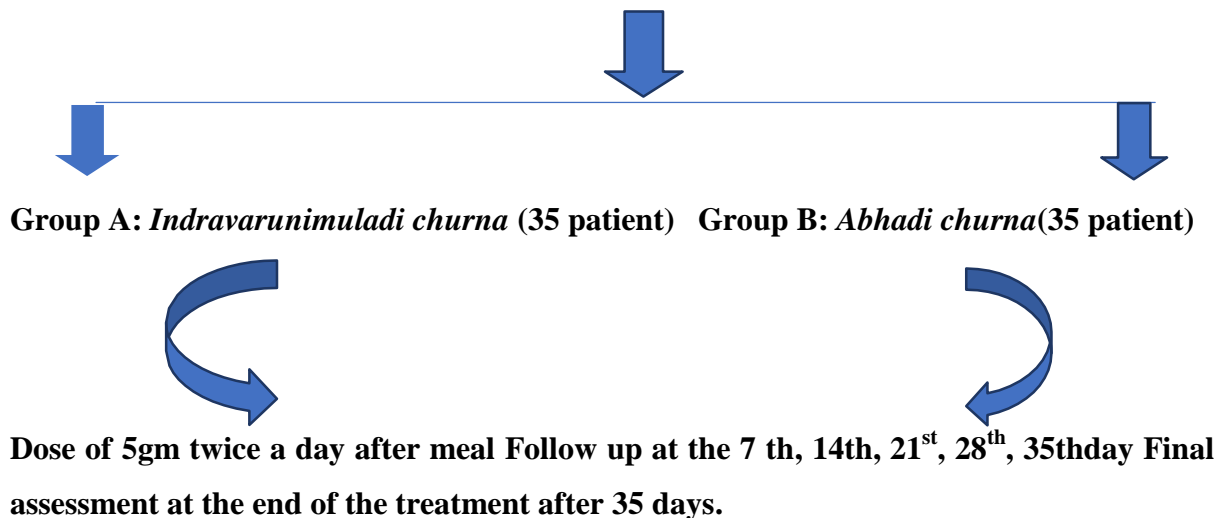 Group A: Indravarunimuladi churna (35 patient) Group B: Abhadi churna(35 patient)
Dose of 5gm twice a day after meal Follow up at the 7 th, 14th, 21st, 28th, 35thday Final
assessment at the end of the treatment after 35 days.